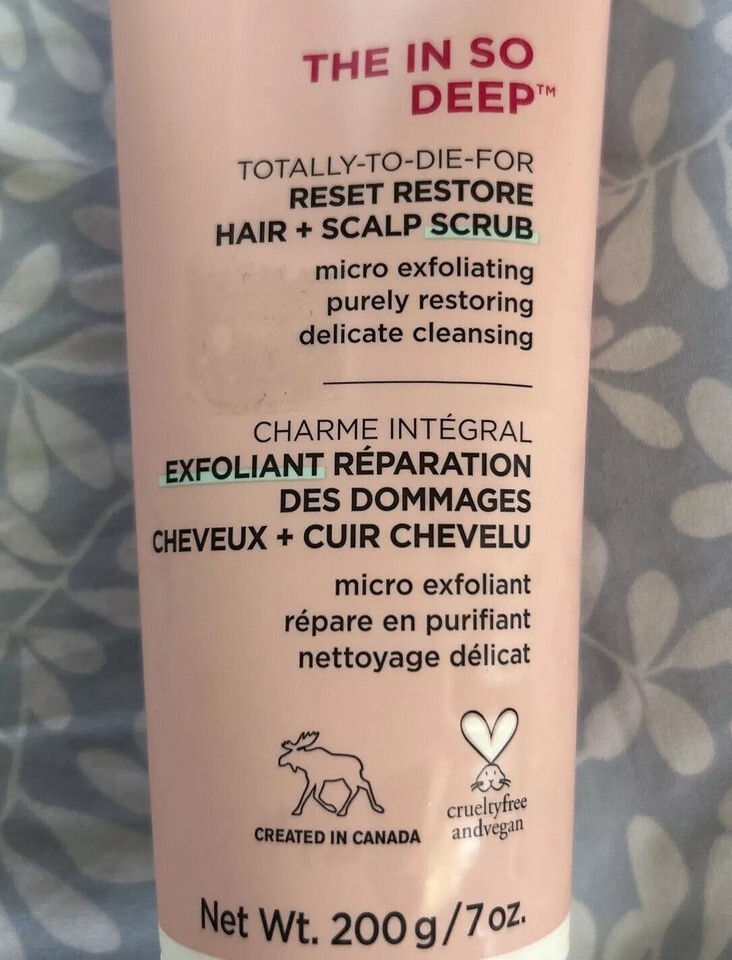 THE IN SO
DEEP™
TOTALLY-TO-DIE-FOR
RESET RESTORE
HAIR + SCALP SCRUB
micro exfoliating
purely restoring
delicate cleansing
CHARME INTÉGRAL
EXFOLIANT RÉPARATION
DES DOMMAGES
CHEVEUX + CUIR CHEVELU
micro exfoliant
répare en purifiant
nettoyage délicat
CREATED IN CANADA
crueltyfree
andvegan
Net Wt. 200g/7oz.